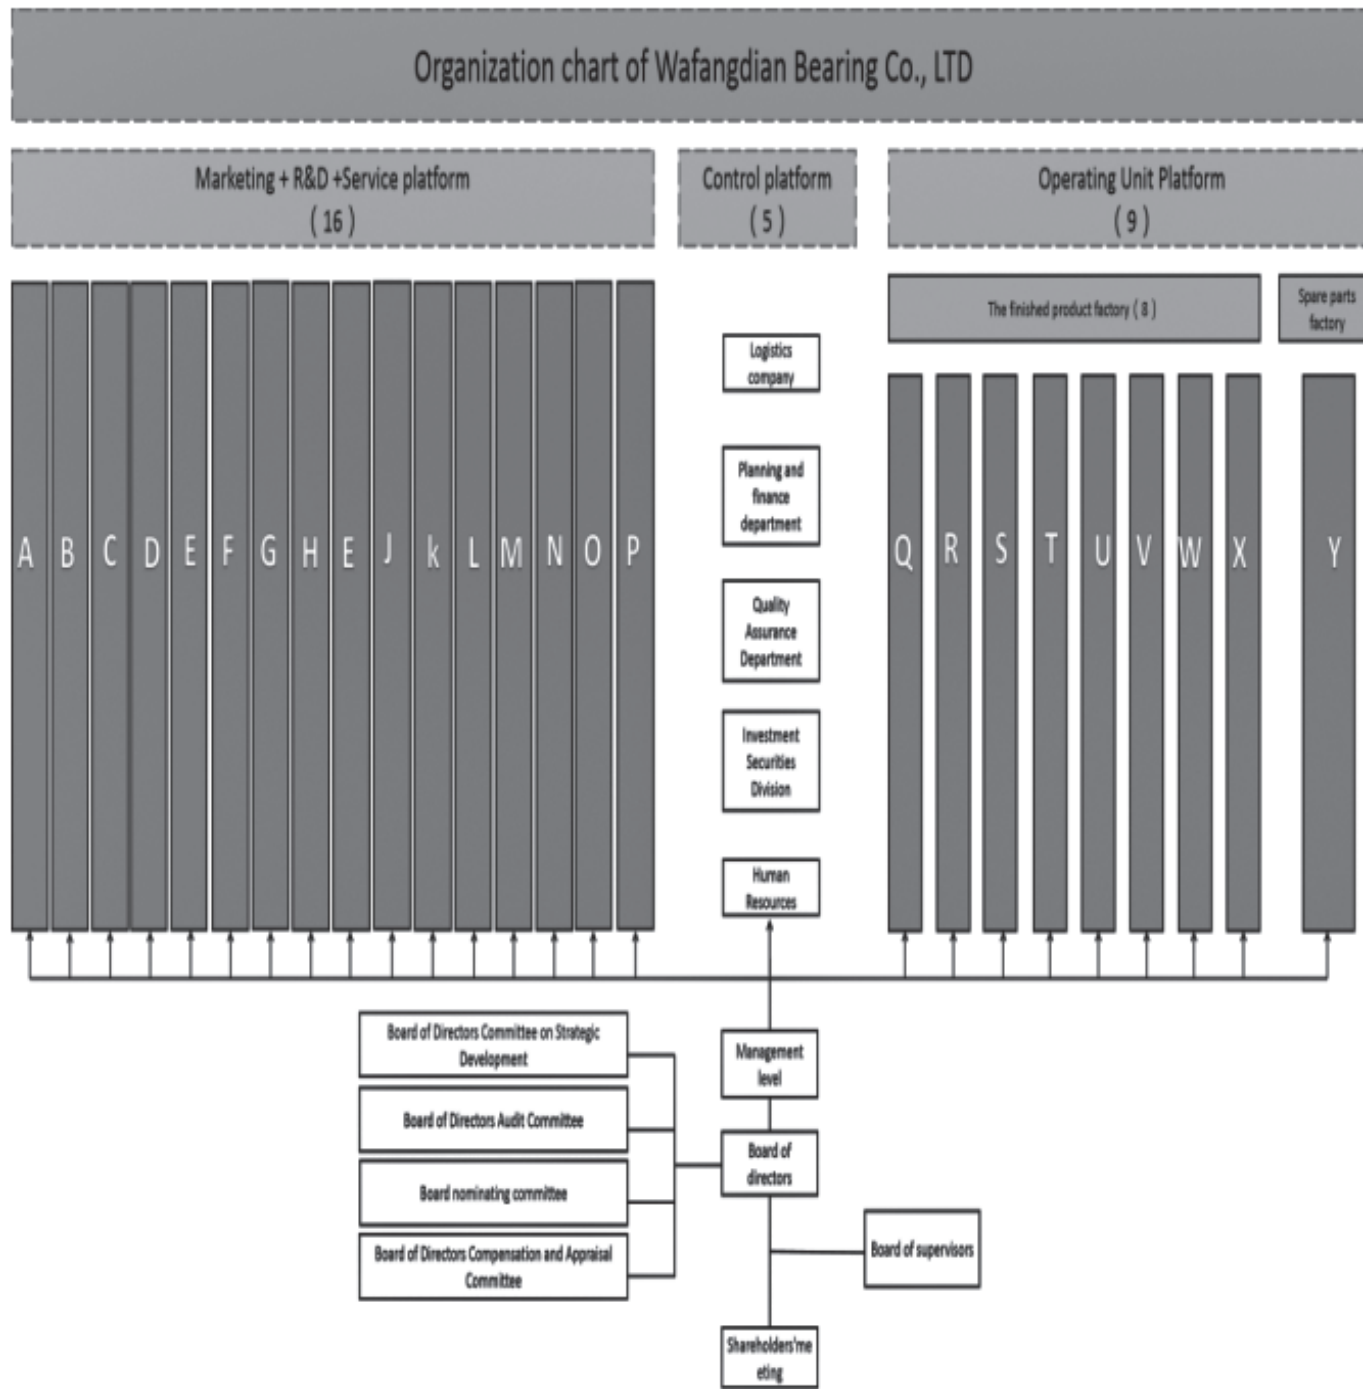 Organization chart of Wafangdian Bearing Co., LTD
Marketing + R&D +Service platform
( 16 )
Control platform
( 5 )
Operating Unit Platform
( 9 )
The finished product factory ( 8 )
Spare parts
factory
A
B
C
D
E
F
G
H
E
J
k
L
M
N
O
P
Logistics
company
Planning and
finance
department
Quality
Assurance
Department
Investment
Securities
Division
Human
Resources
Q
R
S
T
U
V
W
X
Y
Board of Directors Committee on Strategic
Development
Board of Directors Audit Committee
Board nominating committee
Board of Directors Compensation and Appraisal
Committee
Management
level
Board of
directors
Board of supervisors
Shareholders'me
eting